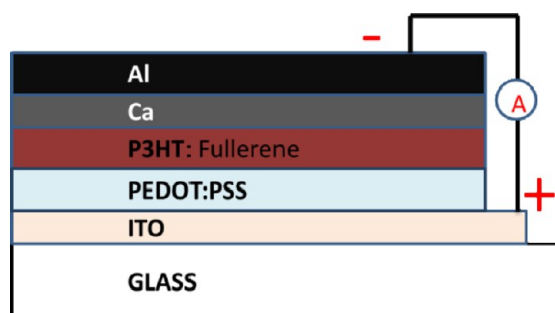 -
Al
A
Ca
P3HT: Fullerene
PEDOT:PSS
+
ITO
GLASS